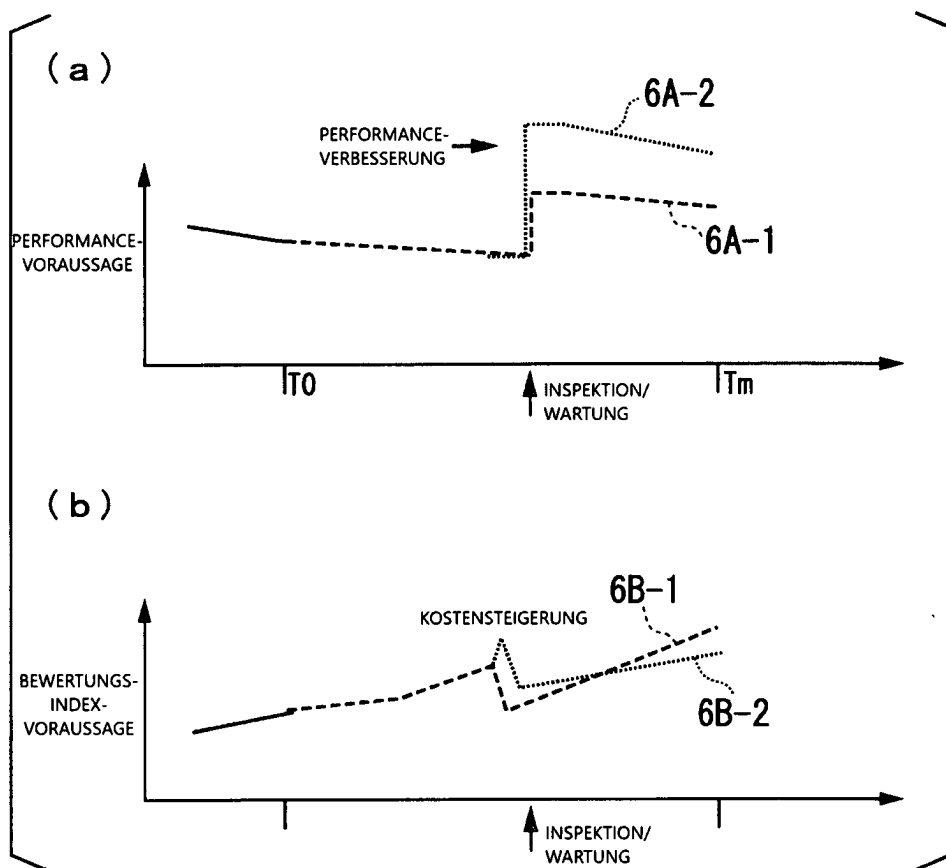 (a)
6A-2
PERFORMANCE-
VERBESSERUNG
6A-1
PERFORMANCE-
VORAUSSAGE
T0
Tm
INSPEKTION/
WARTUNG
(b)
6B-1
KOSTENSTEIGERUNG
BEWERTUNGS-
INDEX-
VORAUSSAGE
6B-2
INSPEKTION/
WARTUNG